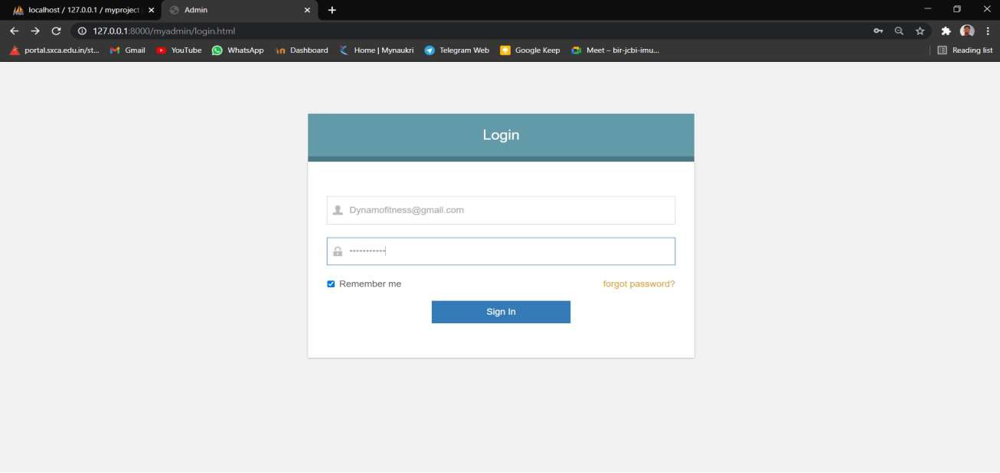 localhost / 127.0.0.1 / myproject
Admin
127.0.0.1:8000/myadmin/login.html
portal.sxca.edu.in/st...
Gmail
YouTube
WhatsApp
in Dashboard
Home | Mynaukri
Telegram Web
Google Keep
Meet – bir-jcbi-imu...
Reading list
Login
Dynamofitness@gmail.com
•••••••••••
Remember me
forgot password?
Sign In